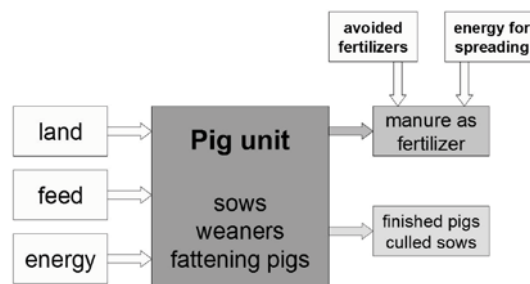 avoided
fertilizers
energy for
spreading
land
feed
energy
Pig unit
sows
weaners
fattening pigs
manure as
fertilizer
finished pigs
culled sows